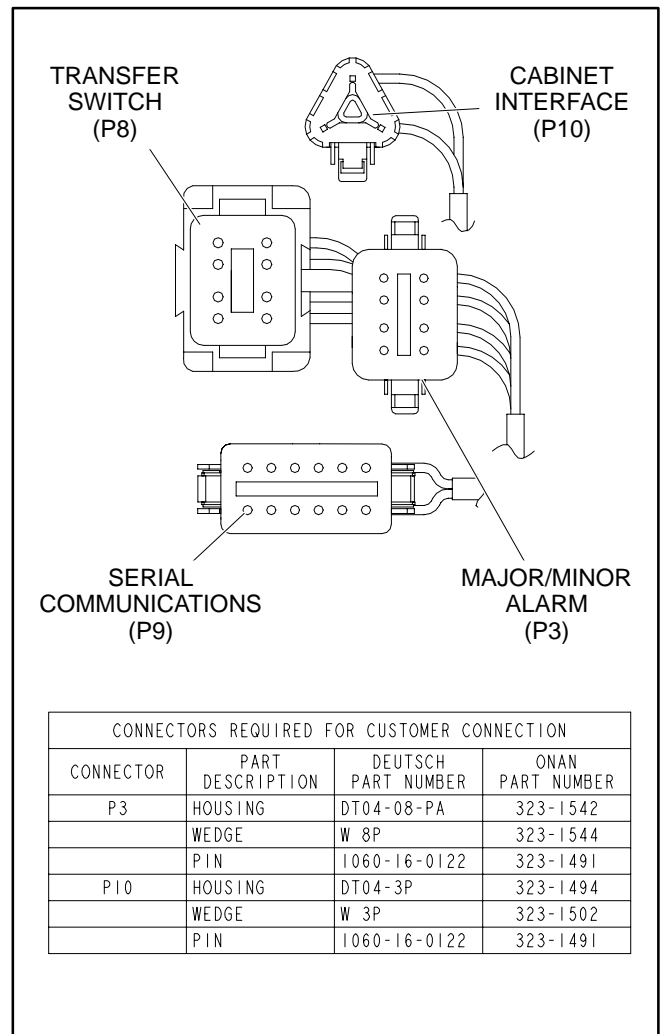 TRANSFER
SWITCH
(P8)
CABINET
INTERFACE
(P10)
SERIAL
COMMUNICATIONS
(P9)
MAJOR/MINOR
ALARM
(P3)
CONNECTORS REQUIRED FOR CUSTOMER CONNECTION
CONNECTOR PART DESCRIPTION DEUTSCH PART NUMBER ONAN PART NUMBER
P3 HOUSING DT04-08-PA 323-1542
WEDGE W 8P 323-1544
PIN 1060-16-0122 323-1491
P10 HOUSING DT04-3P 323-1494
WEDGE W 3P 323-1502
PIN 1060-16-0122 323-1491